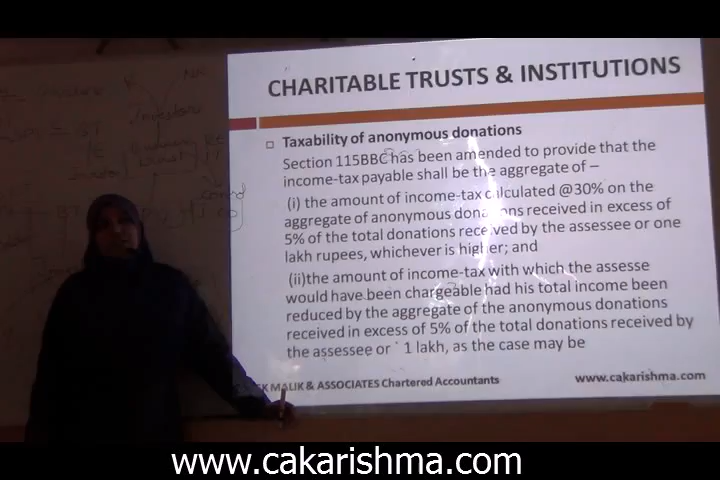 CHARITABLE TRUSTS & INSTITUTIONS
Taxability of anonymous donations
Section 115BBC has been amended to provide that the
income-tax payable shall be the aggregate of –
(i) the amount of income-tax calculated @30% on the
aggregate of anonymous donations received in excess of
5% of the total donations received by the assessee or one
lakh rupees, whichever is higher; and
(ii)the amount of income-tax with which the assesse
would have been chargeable had his total income been
reduced by the aggregate of the anonymous donations
received in excess of 5% of the total donations received by
the assessee or ` 1 lakh, as the case may be
MALIK & ASSOCIATES Chartered Accountants
www.cakarishma.com
www.cakarishma.com